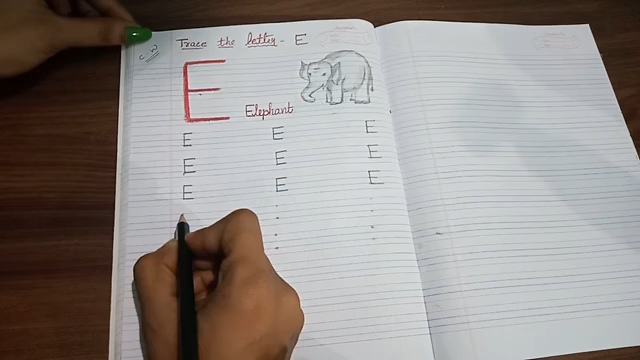 C.W
Trace the letter - E
E
Elephant
E E E
E E E
E E E